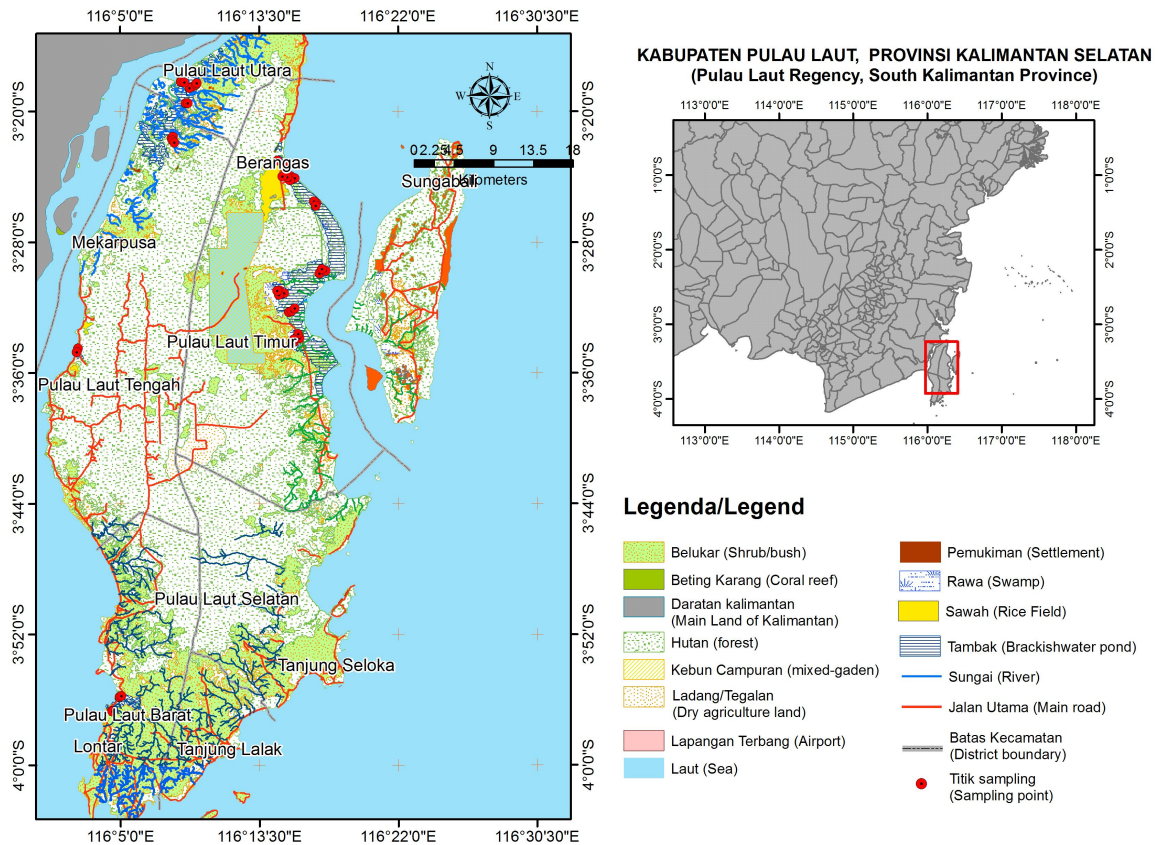 116°5'0"E 116°13'30"E 116°22'0"E 116°30'30"E
3°20'0"S 3°28'0"S 3°36'0"S 3°44'0"S 3°52'0"S 4°0'0"S
Pulau Laut Utara
N
W E
S
0 2.25 4.5 9 13.5 18
Kilometers
Berangas
Sungabali
Mekarpusa
Pulau Laut Timur
Pulau Laut Tengah
Pulau Laut Selatan
Tanjung Seloka
Pulau Laut Barat
Lontar
Tanjung Lalak
3°20'0"S 3°28'0"S 3°36'0"S 3°44'0"S 3°52'0"S 4°0'0"S
116°5'0"E 116°13'30"E 116°22'0"E 116°30'30"E
KABUPATEN PULAU LAUT, PROVINSI KALIMANTAN SELATAN
(Pulau Laut Regency, South Kalimantan Province)
113°0'0"E 114°0'0"E 115°0'0"E 116°0'0"E 117°0'0"E 118°0'0"E
1°0'0"S 2°0'0"S 3°0'0"S 4°0'0"S
1°0'0"S 2°0'0"S 3°0'0"S 4°0'0"S
113°0'0"E 114°0'0"E 115°0'0"E 116°0'0"E 117°0'0"E 118°0'0"E
Legenda/Legend
Belukar (Shrub/bush)
Beting Karang (Coral reef)
Daratan kalimantan
(Main Land of Kalimantan)
Hutan (forest)
Kebun Campuran (mixed-gaden)
Ladang/Tegalan
(Dry agriculture land)
Lapangan Terbang (Airport)
Laut (Sea)
Pemukiman (Settlement)
Rawa (Swamp)
Sawah (Rice Field)
Tambak (Brackishwater pond)
Sungai (River)
Jalan Utama (Main road)
Batas Kecamatan
(District boundary)
Titik sampling
(Sampling point)